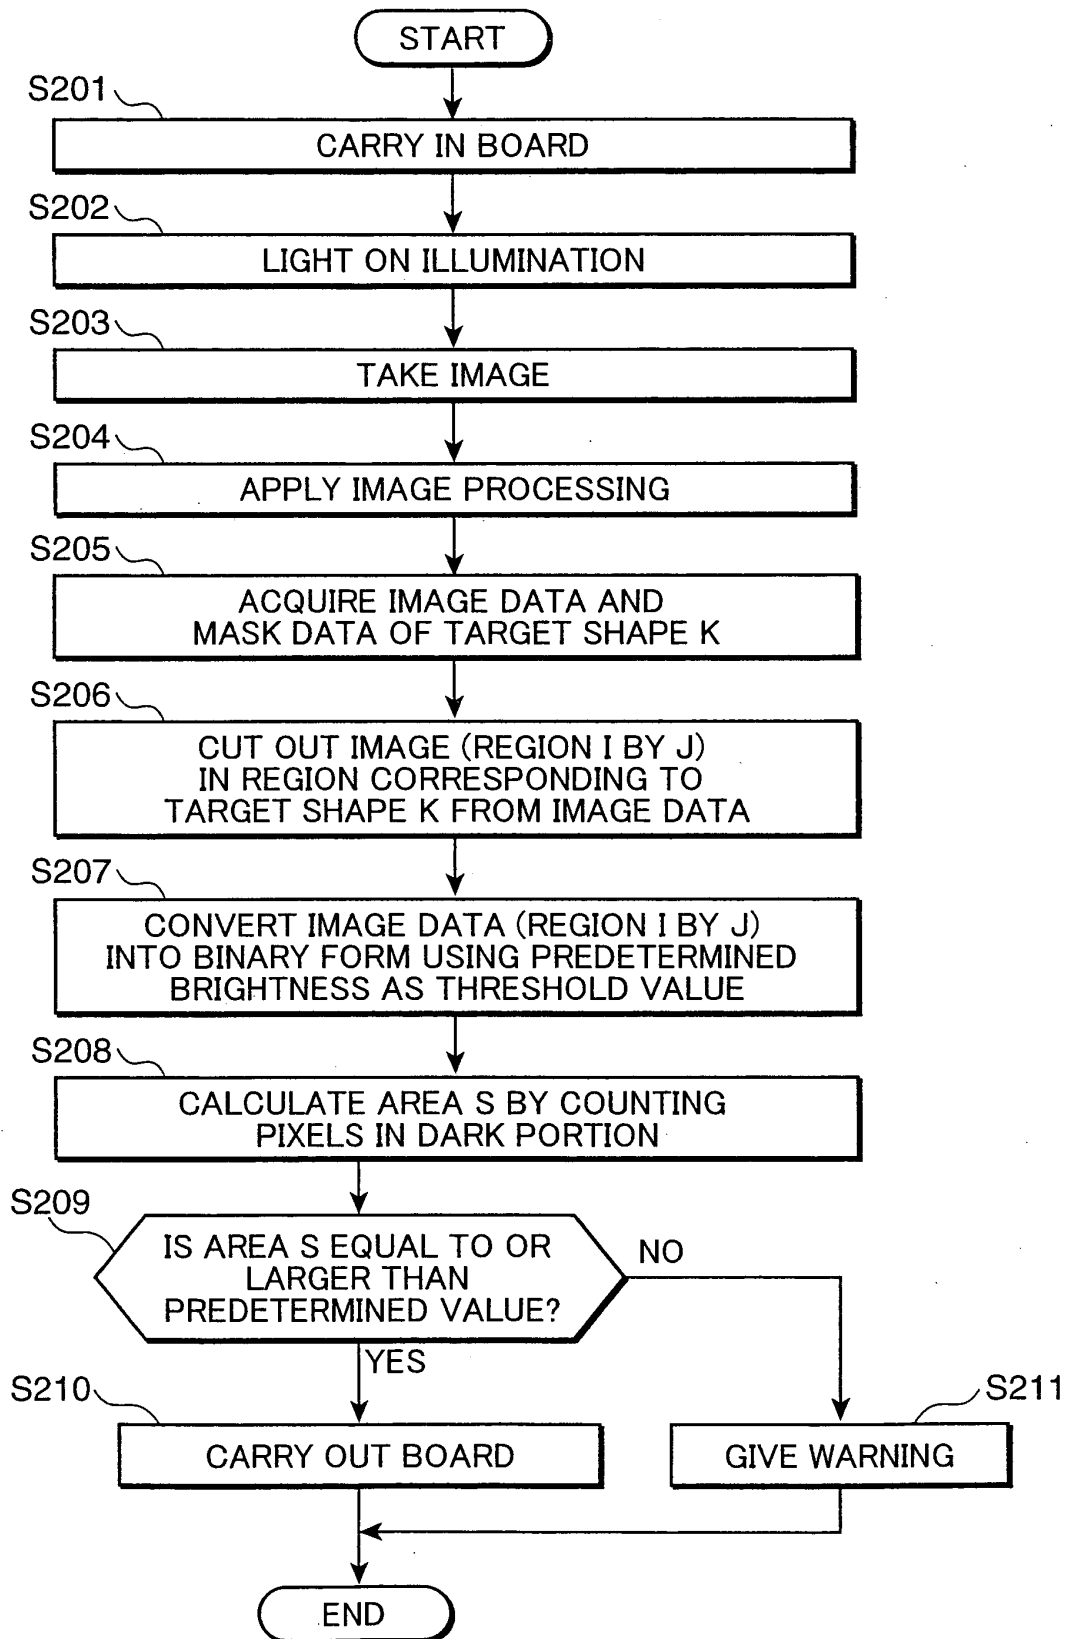 START
S201
CARRY IN BOARD
S202
LIGHT ON ILLUMINATION
S203
TAKE IMAGE
S204
APPLY IMAGE PROCESSING
S205
ACQUIRE IMAGE DATA AND
MASK DATA OF TARGET SHAPE K
S206
CUT OUT IMAGE (REGION I BY J)
IN REGION CORRESPONDING TO
TARGET SHAPE K FROM IMAGE DATA
S207
CONVERT IMAGE DATA (REGION I BY J)
INTO BINARY FORM USING PREDETERMINED
BRIGHTNESS AS THRESHOLD VALUE
S208
CALCULATE AREA S BY COUNTING
PIXELS IN DARK PORTION
S209
IS AREA S EQUAL TO OR
LARGER THAN
PREDETERMINED VALUE?
NO
YES
S210
CARRY OUT BOARD
S211
GIVE WARNING
END